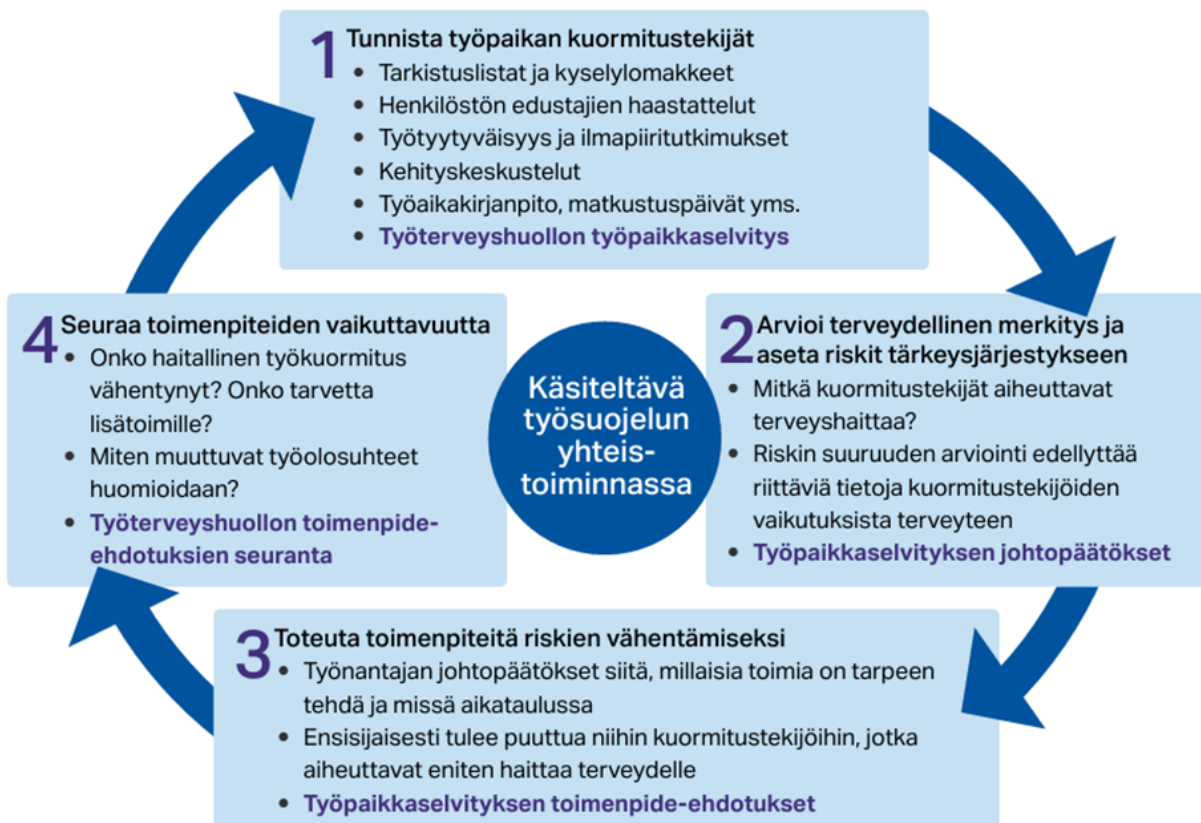 1 Tunnista työpaikan kuormitustekijät
• Tarkistuslistat ja kyselylomakkeet
• Henkilöstön edustajien haastattelut
• Työtyytyväisyys ja ilmapiiritutkimukset
• Kehityskeskustelut
• Työaikakirjanpito, matkustuspäivät yms.
• Työterveyshuollon työpaikkaselvitys
2 Arvioi terveydellinen merkitys ja
aseta riskit tärkeysjärjestykseen
• Mitkä kuormitustekijät aiheuttavat
terveyshaittaa?
• Riskin suuruuden arviointi edellyttää
riittäviä tietoja kuormitustekijöiden
vaikutuksista terveyteen
• Työpaikkaselvityksen johtopäätökset
3 Toteuta toimenpiteitä riskien vähentämiseksi
• Työnantajan johtopäätökset siitä, millaisia toimia on tarpeen
tehdä ja missä aikataulussa
• Ensisijaisesti tulee puuttua niihin kuormitustekijöihin, jotka
aiheuttavat eniten haittaa terveydelle
• Työpaikkaselvityksen toimenpide-ehdotukset
4 Seuraa toimenpiteiden vaikuttavuutta
• Onko haitallinen työkuormitus
vähentynyt? Onko tarvetta
lisätoimille?
• Miten muuttuvat työolosuhteet
huomioidaan?
• Työterveyshuollon toimenpide-
ehdotuksien seuranta
Käsiteltävä
työsuojelun
yhteis-
toiminnassa